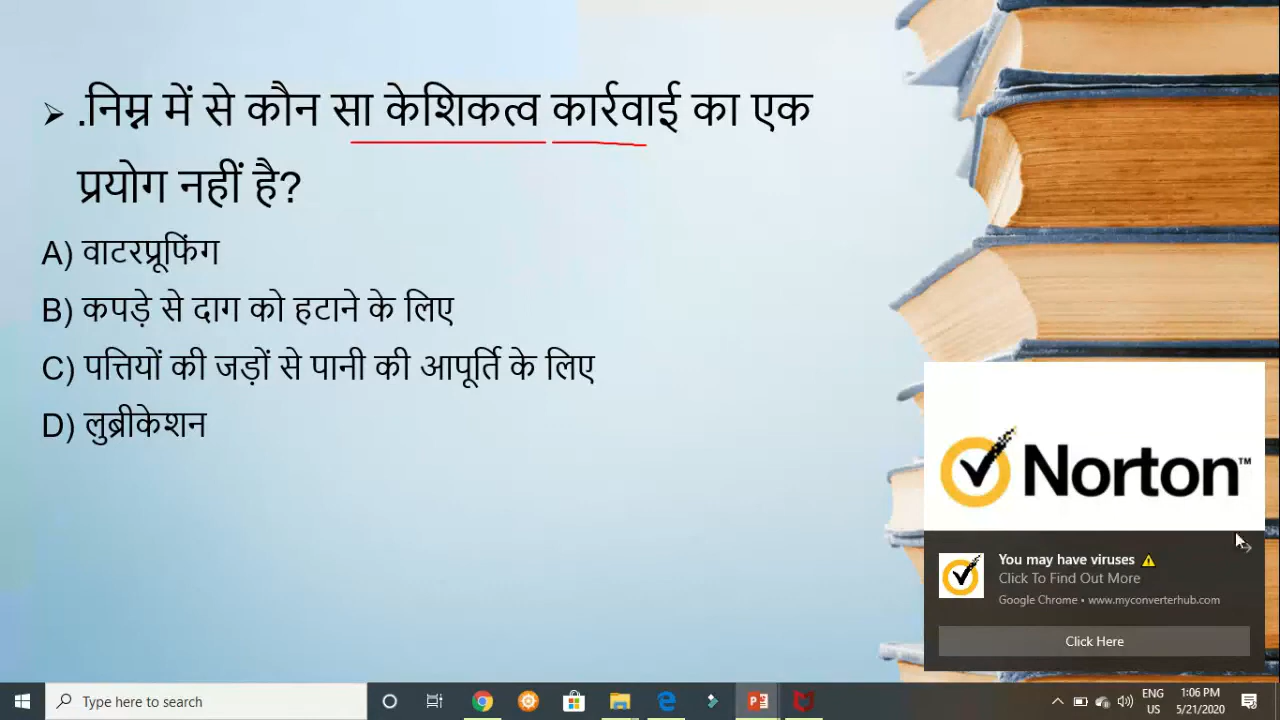 ➢ .निम्न में से कौन सा केशिकत्व कार्रवाई का एक
प्रयोग नहीं है?
A) वाटरप्रूफिंग
B) कपड़े से दाग को हटाने के लिए
C) पत्तियों की जड़ों से पानी की आपूर्ति के लिए
D) लुब्रीकेशन
Norton™
You may have viruses ⚠
Click To Find Out More
Google Chrome • www.myconverterhub.com
Click Here
Type here to search
ENG
US
1:06 PM
5/21/2020